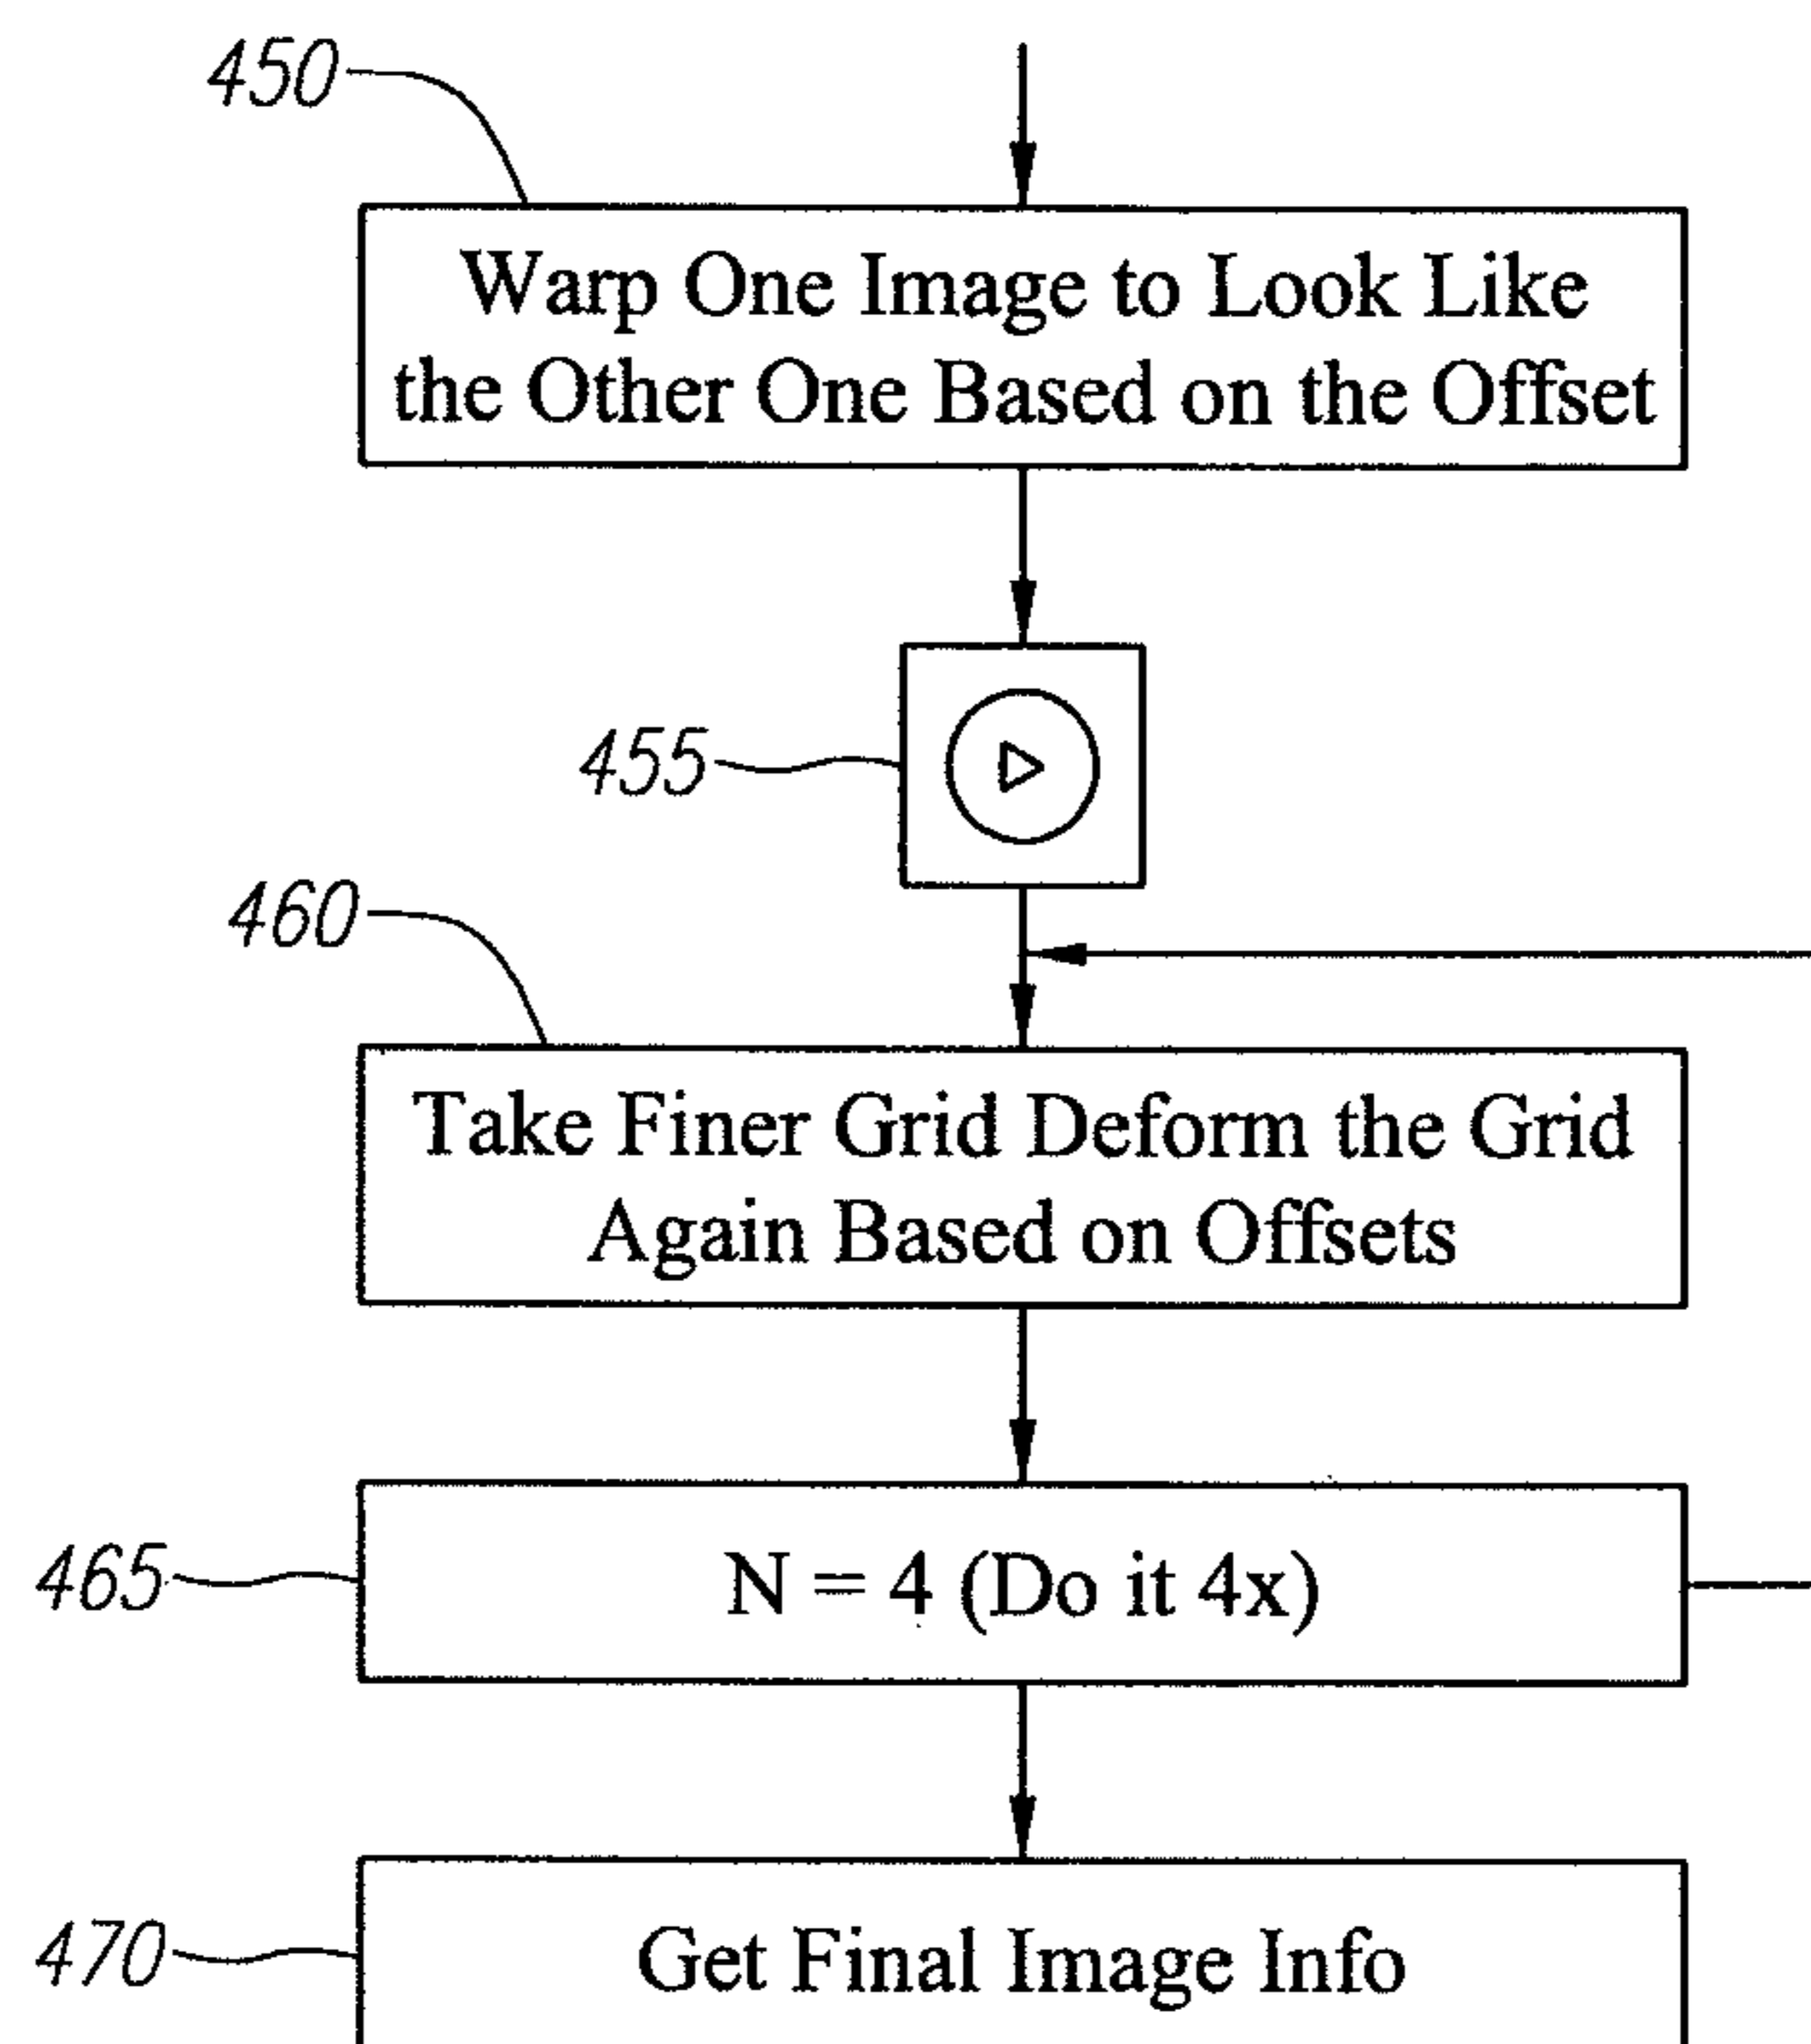 450
Warp One Image to Look Like
the Other One Based on the Offset
455
460
Take Finer Grid Deform the Grid
Again Based on Offsets
465
N = 4 (Do it 4x)
470
Get Final Image Info